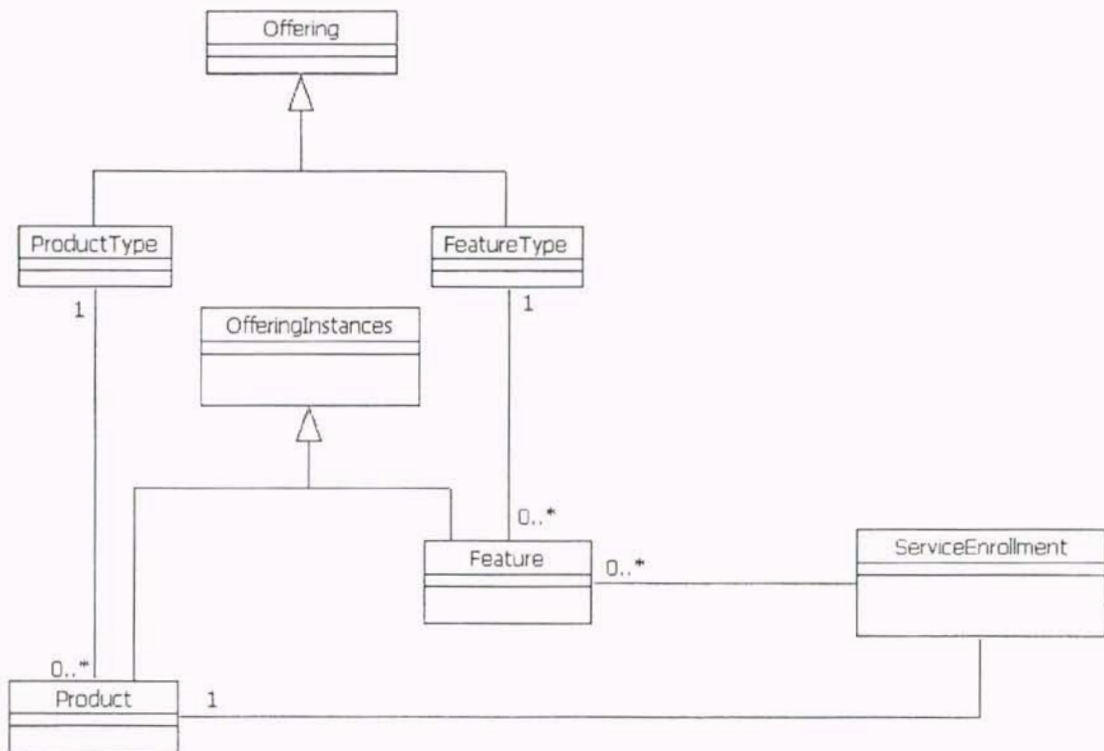 Offering
ProductType
FeatureType
1
1
OfferingInstances
0..*
Feature
0..*
ServiceEnrollment
0..*
Product
1